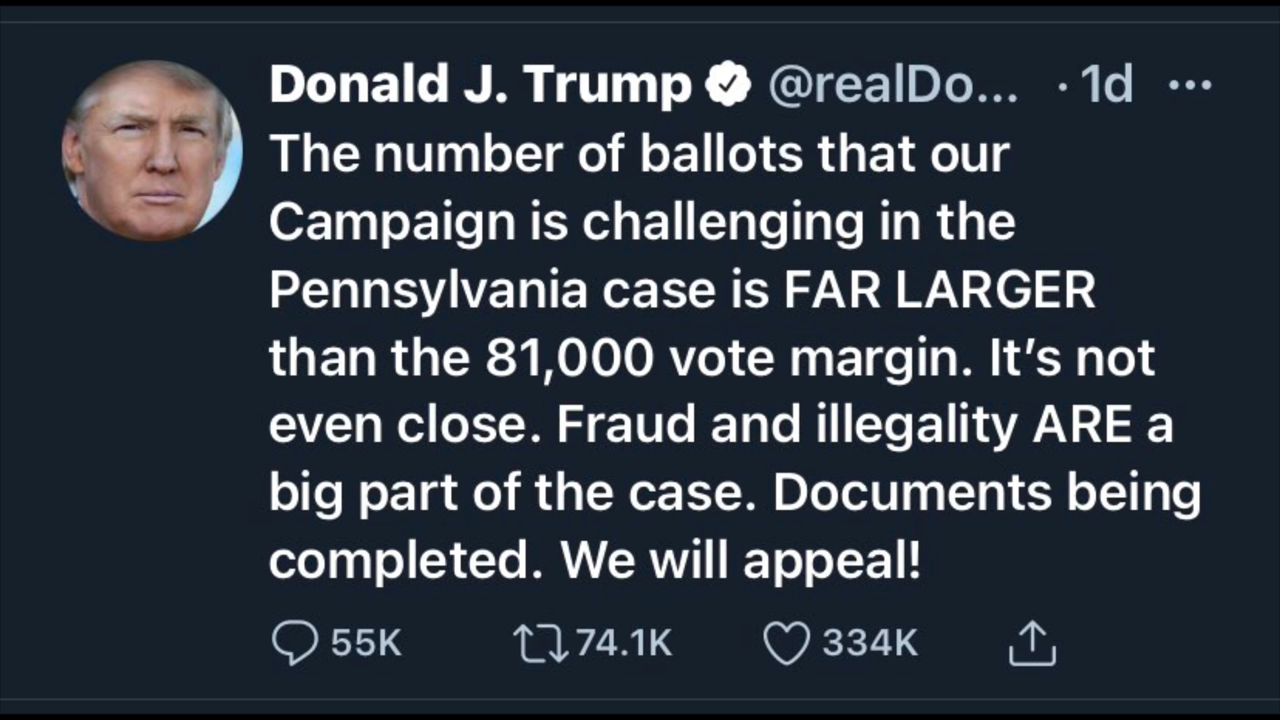 Donald J. Trump @realDo... · 1d ...
The number of ballots that our
Campaign is challenging in the
Pennsylvania case is FAR LARGER
than the 81,000 vote margin. It’s not
even close. Fraud and illegality ARE a
big part of the case. Documents being
completed. We will appeal!
55K 74.1K 334K